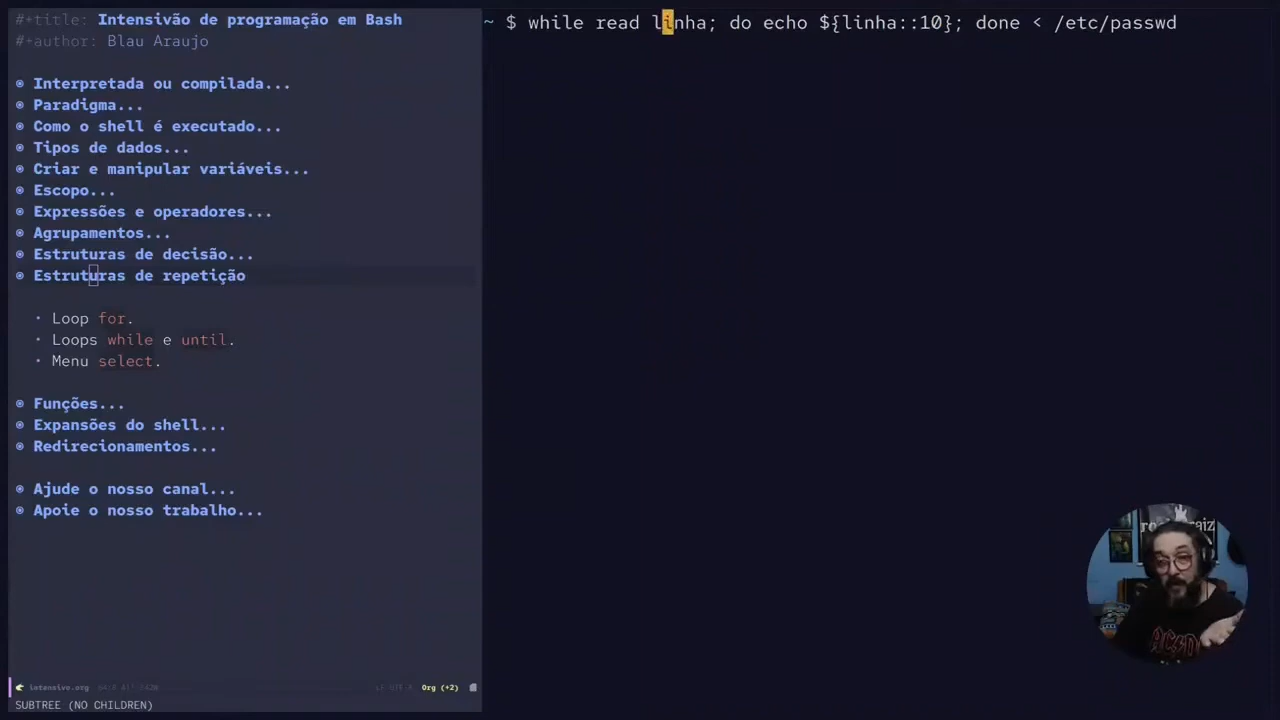 #+title: Intensivão de programação em Bash
#+author: Blau Araujo
Interpretada ou compilada...
Paradigma...
Como o shell é executado...
Tipos de dados...
Criar e manipular variáveis...
Escopo...
Expressões e operadores...
Agrupamentos...
Estruturas de decisão...
Estruturas de repetição
• Loop for.
• Loops while e until.
• Menu select.
Funções...
Expansões do shell...
Redirecionamentos...
Ajude o nosso canal...
Apoie o nosso trabalho...
intensivo.org
Org (+2)
SUBTREE (NO CHILDREN)
~ $ while read linha; do echo ${linha::10}; done < /etc/passwd